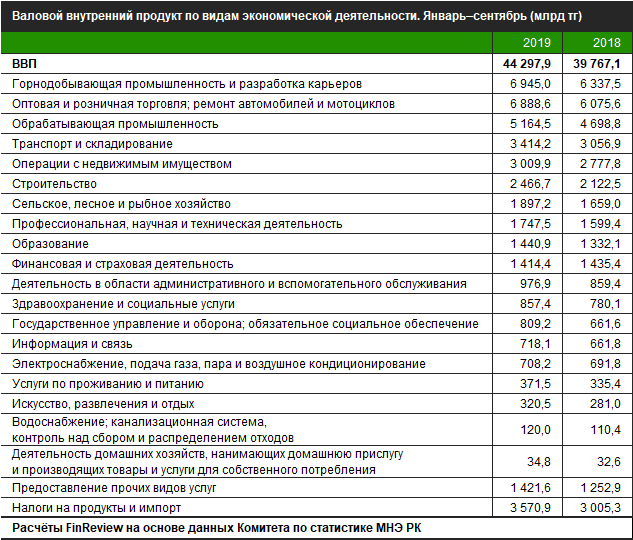 Валовой внутренний продукт по видам экономической деятельности. Январь–сентябрь (млрд тг)
2019 2018
ВВП 44 297,9 39 767,1
Горнодобывающая промышленность и разработка карьеров 6 945,0 6 337,5
Оптовая и розничная торговля; ремонт автомобилей и мотоциклов 6 888,6 6 075,6
Обрабатывающая промышленность 5 164,5 4 698,8
Транспорт и складирование 3 414,2 3 056,9
Операции с недвижимым имуществом 3 009,9 2 777,8
Строительство 2 466,7 2 122,5
Сельское, лесное и рыбное хозяйство 1 897,2 1 659,0
Профессиональная, научная и техническая деятельность 1 747,5 1 599,4
Образование 1 440,9 1 332,1
Финансовая и страховая деятельность 1 414,4 1 435,4
Деятельность в области административного и вспомогательного обслуживания 976,9 859,4
Здравоохранение и социальные услуги 857,4 780,1
Государственное управление и оборона; обязательное социальное обеспечение 809,2 661,6
Информация и связь 718,1 661,8
Электроснабжение, подача газа, пара и воздушное кондиционирование 708,2 691,8
Услуги по проживанию и питанию 371,5 335,4
Искусство, развлечения и отдых 320,5 281,0
Водоснабжение; канализационная система,
контроль над сбором и распределением отходов 120,0 110,4
Деятельность домашних хозяйств, нанимающих домашнюю прислугу
и производящих товары и услуги для собственного потребления 34,8 32,6
Предоставление прочих видов услуг 1 421,6 1 252,9
Налоги на продукты и импорт 3 570,9 3 005,3
Расчёты FinReview на основе данных Комитета по статистике МНЭ РК